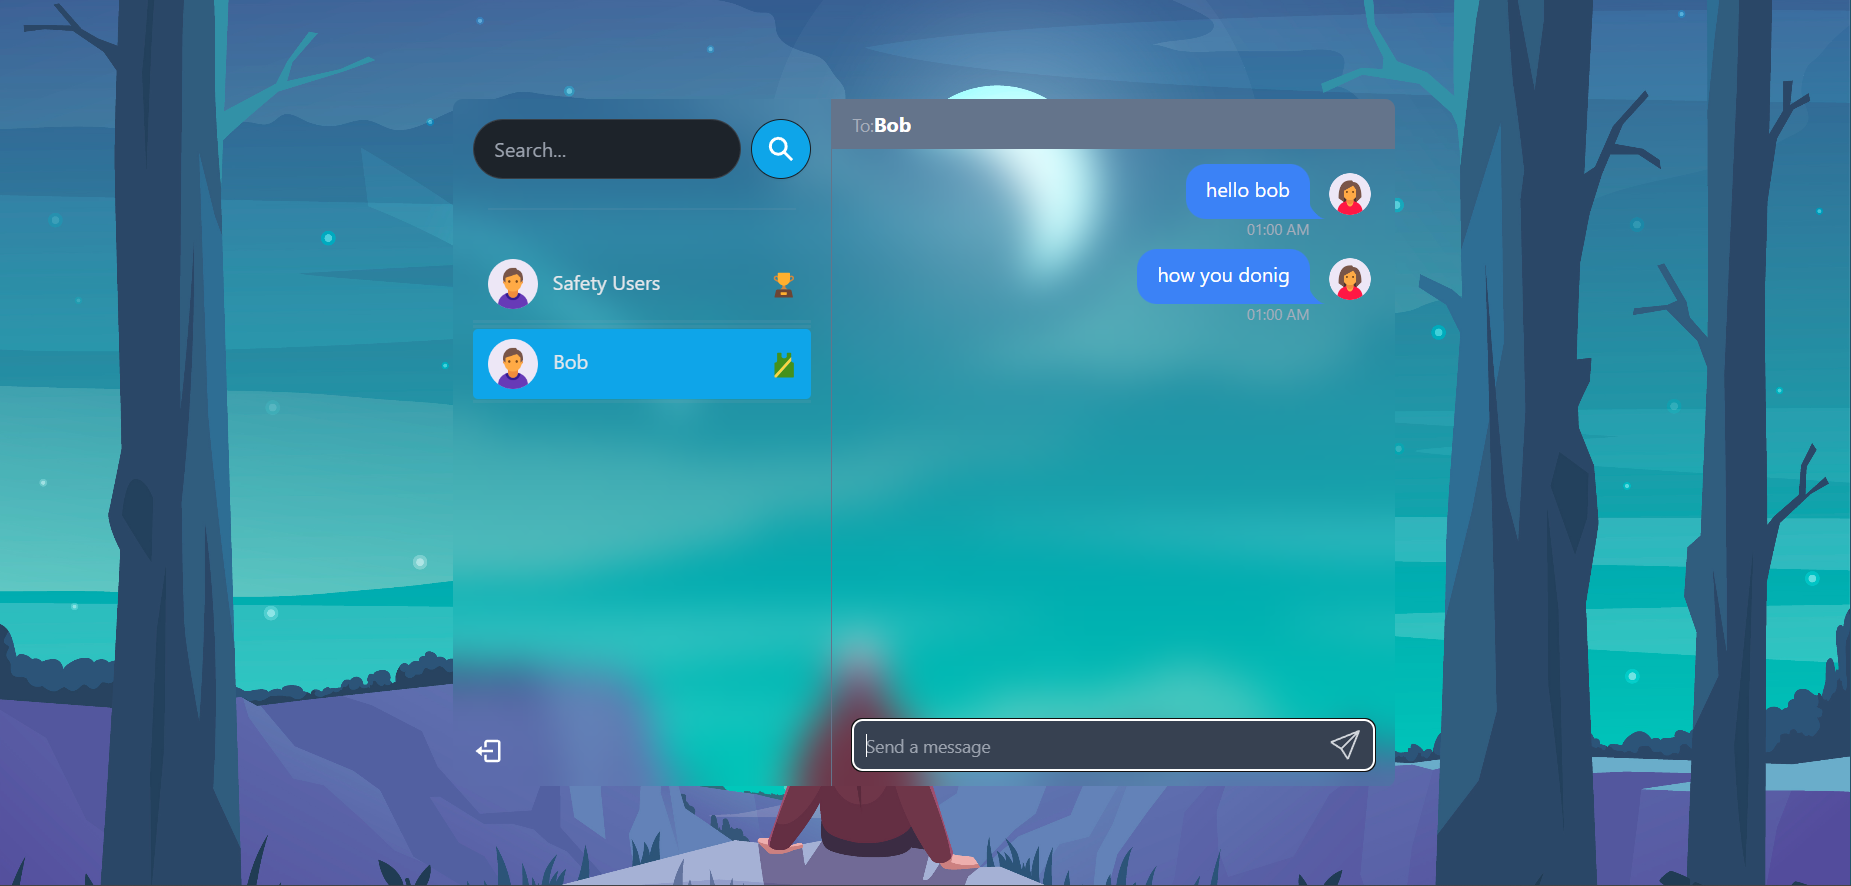 Search...
Safety Users
Bob
To:Bob
hello bob
01:00 AM
how you donig
01:00 AM
Send a message